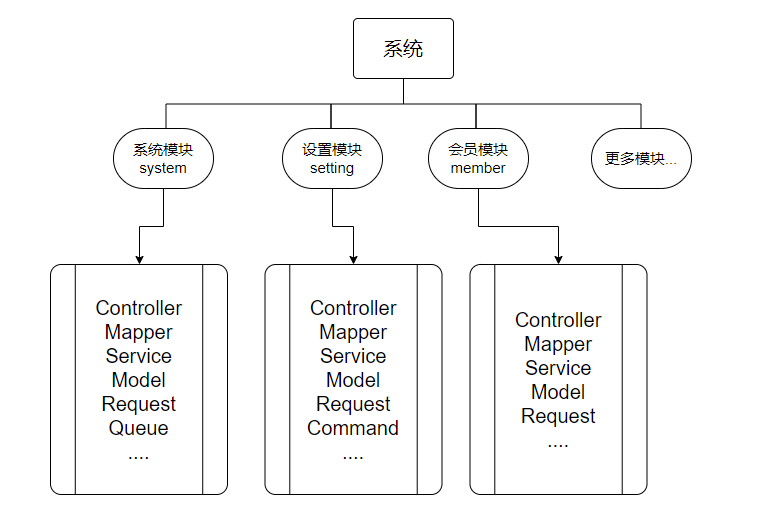 系统
系统模块
system
设置模块
setting
会员模块
member
更多模块...
Controller
Mapper
Service
Model
Request
Queue
....
Controller
Mapper
Service
Model
Request
Command
....
Controller
Mapper
Service
Model
Request
....